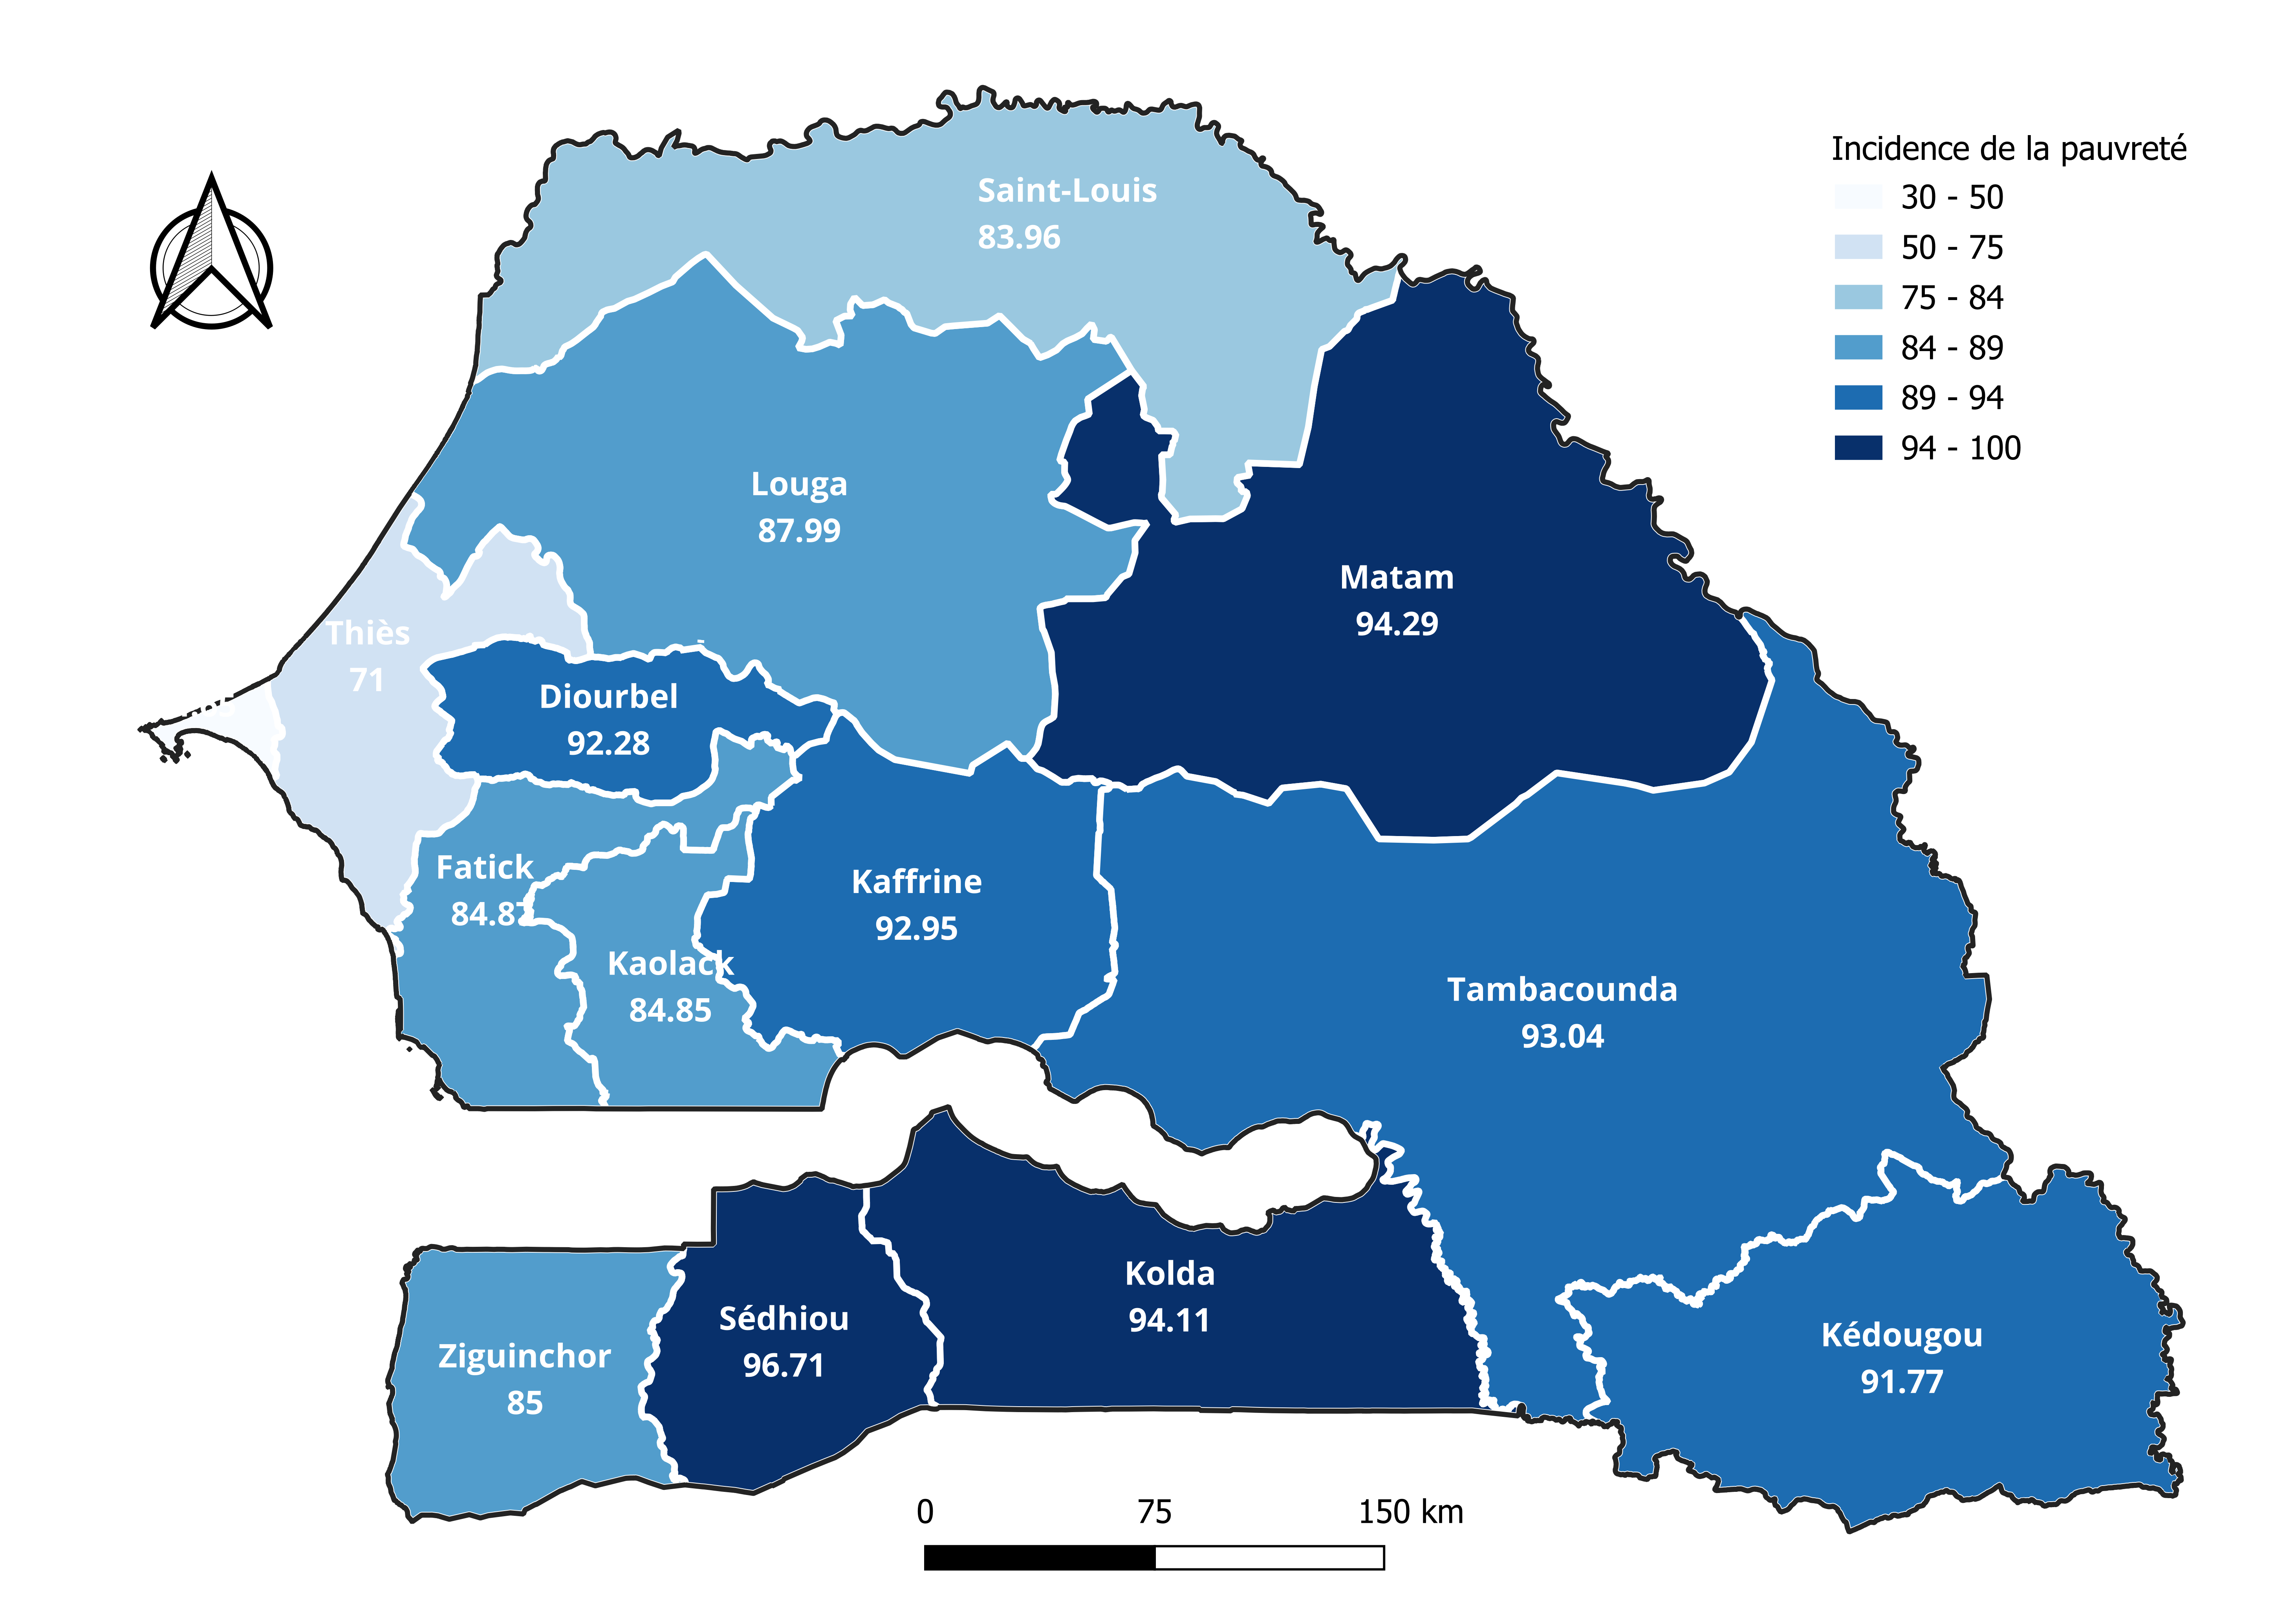 Incidence de la pauvreté
30 - 50
50 - 75
75 - 84
84 - 89
89 - 94
94 - 100
Saint-Louis
83.96
Louga
87.99
Matam
94.29
Thiès
71
Diourbel
92.28
Fatick
84.87
Kaffrine
92.95
Kaolack
84.85
Tambacounda
93.04
Kolda
94.11
Sédhiou
96.71
Kédougou
91.77
Ziguinchor
85
0 75 150 km